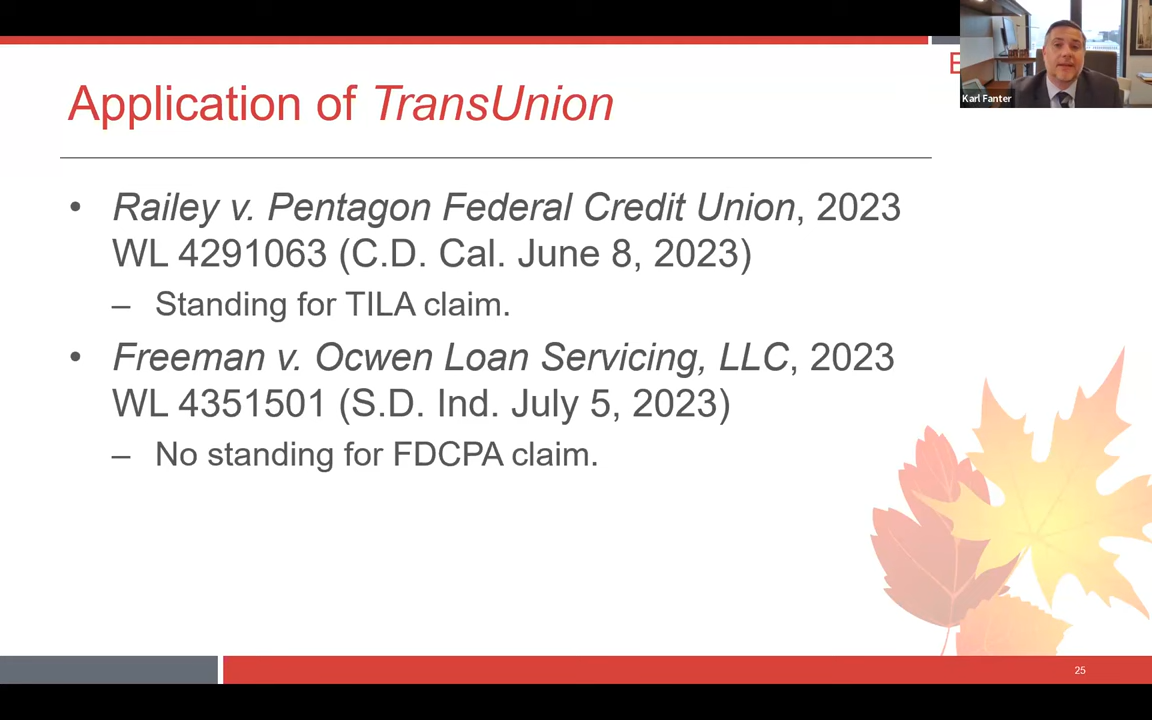 E
Karl Fanter
Application of TransUnion
• Railey v. Pentagon Federal Credit Union, 2023
WL 4291063 (C.D. Cal. June 8, 2023)
– Standing for TILA claim.
• Freeman v. Ocwen Loan Servicing, LLC, 2023
WL 4351501 (S.D. Ind. July 5, 2023)
– No standing for FDCPA claim.
25